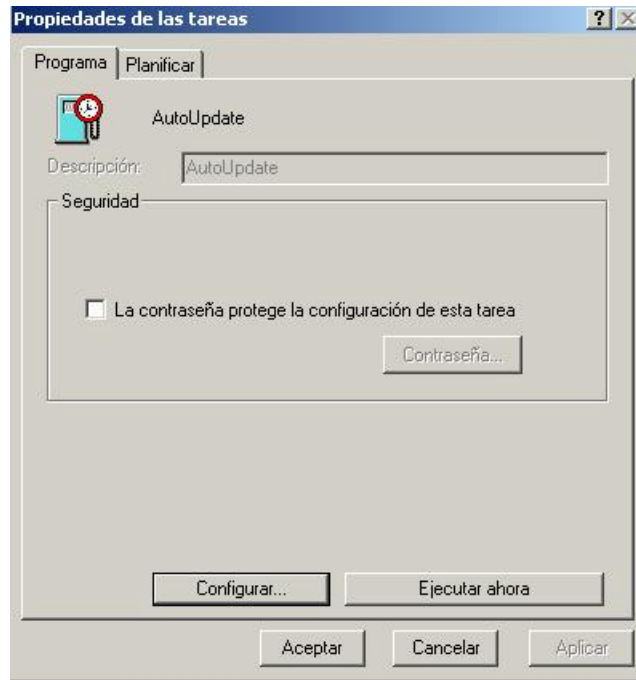 Propiedades de las tareas
Programa
Planificar
AutoUpdate
Descripción:
AutoUpdate
Seguridad
La contraseña protege la configuración de esta tarea
Contraseña...
Configurar...
Ejecutar ahora
Aceptar
Cancelar
Aplicar